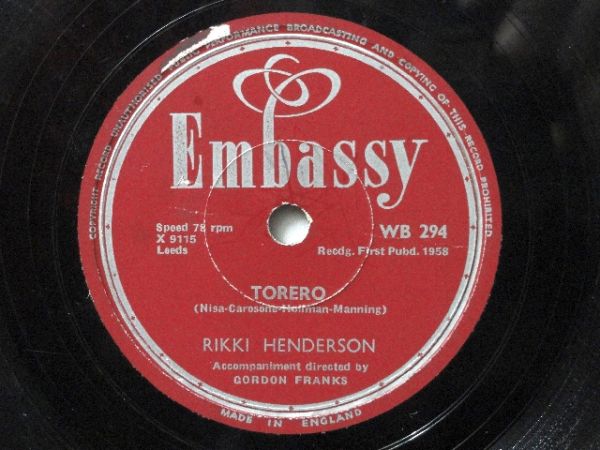 COPYRIGHT RECORD UNAUTHORISED PUBLIC PERFORMANCE BROADCASTING AND COPYING OF THIS RECORD PROHIBITED
Embassy
Speed 78 rpm
X 9115
Leeds
WB 294
Recdg. First Pubd. 1958
TORERO
(Nisa-Carosone-Hoffman-Manning)
RIKKI HENDERSON
Accompaniment directed by
GORDON FRANKS
MADE IN ENGLAND